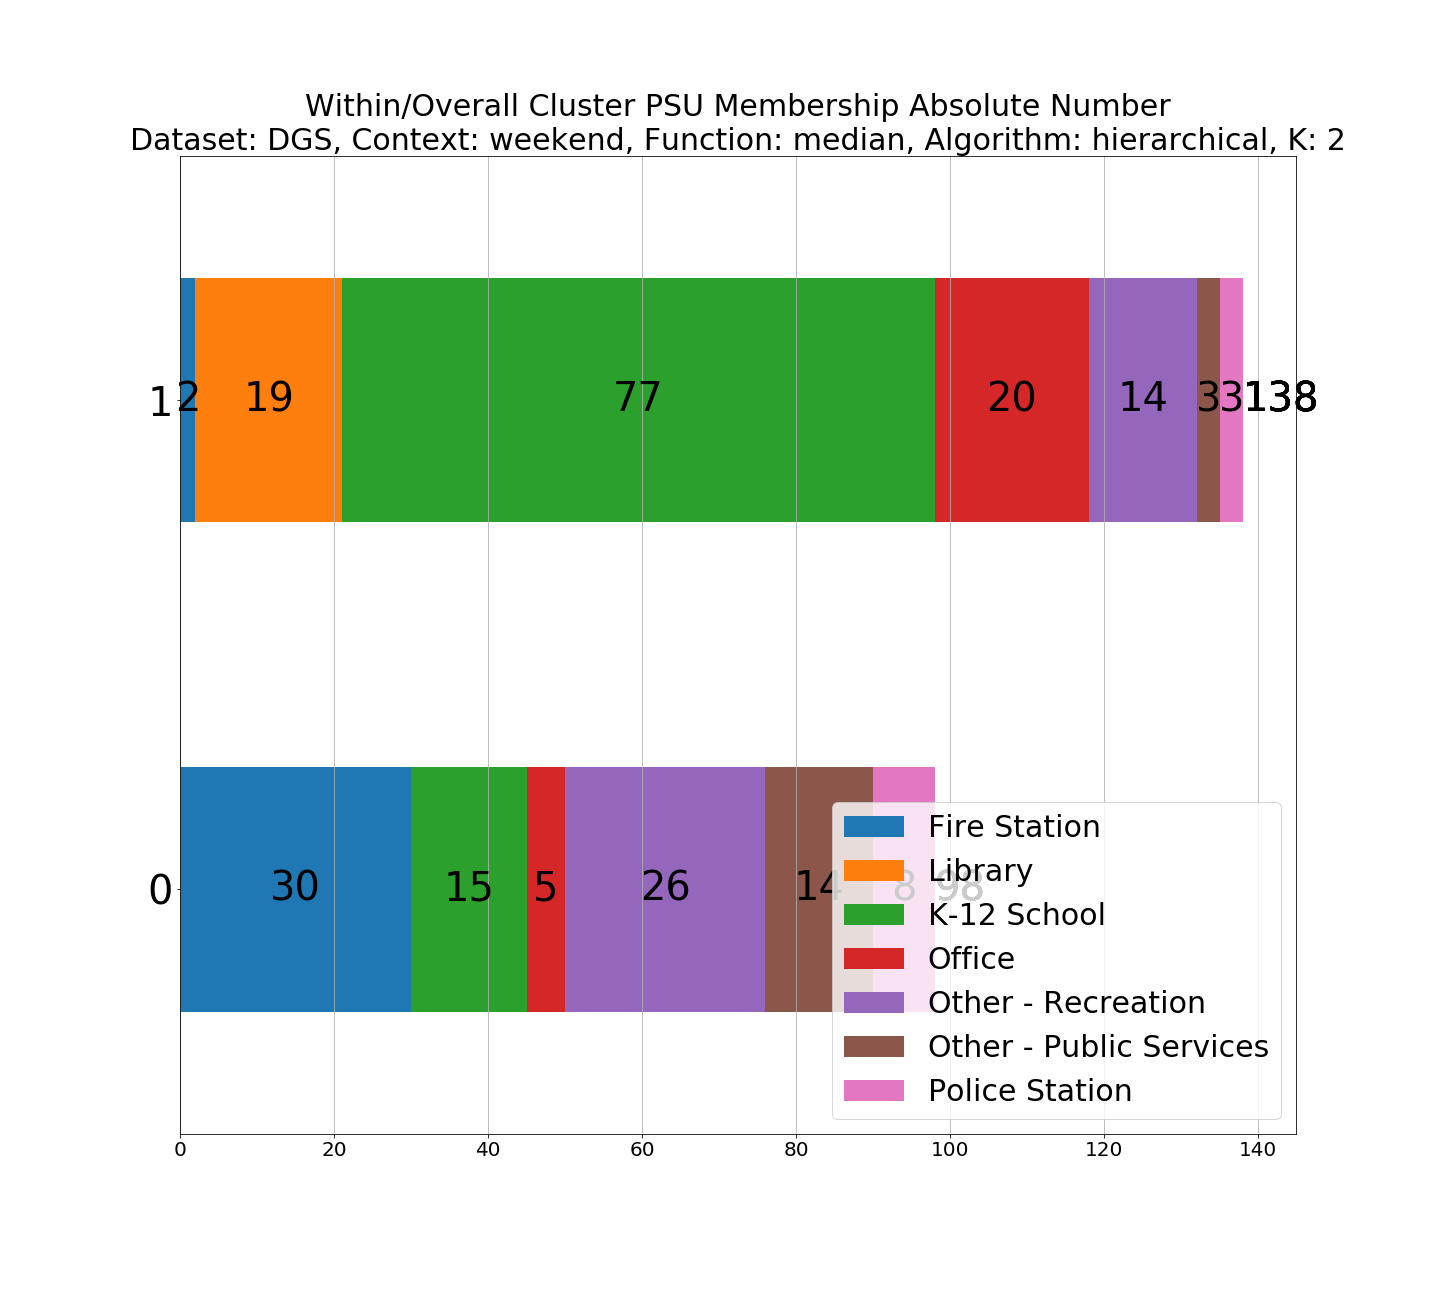 Within/Overall Cluster PSU Membership Absolute Number
Dataset: DGS, Context: weekend, Function: median, Algorithm: hierarchical, K: 2
1 2 19 77 20 14 3 3 138
0 30 15 5 26 14 8 98
Fire Station
Library
K-12 School
Office
Other - Recreation
Other - Public Services
Police Station
0 20 40 60 80 100 120 140